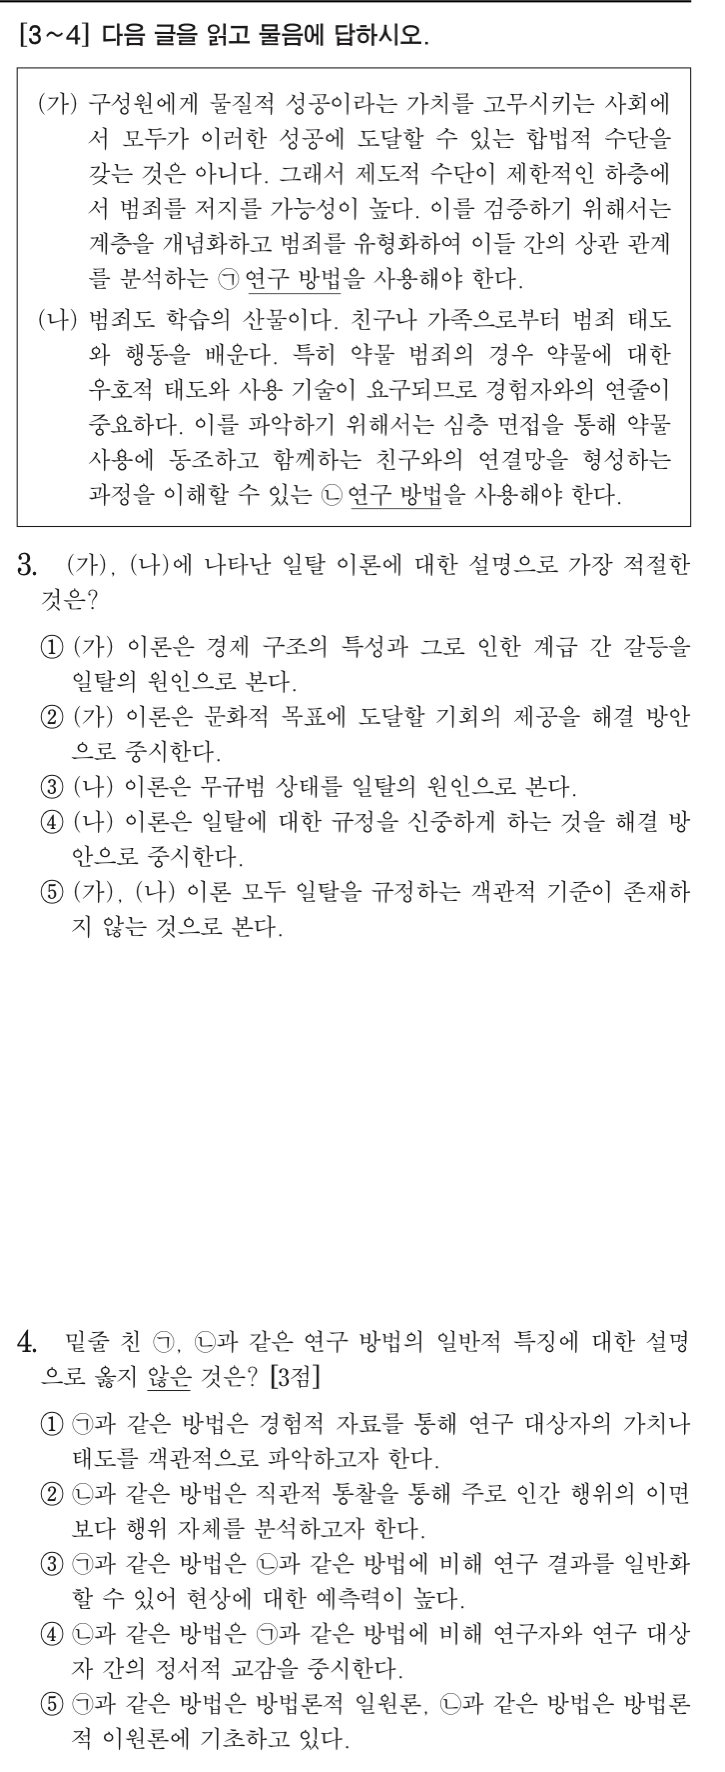 [3~4] 다음 글을 읽고 물음에 답하시오.
(가) 구성원에게 물질적 성공이라는 가치를 고무시키는 사회에
서 모두가 이러한 성공에 도달할 수 있는 합법적 수단을
갖는 것은 아니다. 그래서 제도적 수단이 제한적인 하층에
서 범죄를 저지를 가능성이 높다. 이를 검증하기 위해서는
계층을 개념화하고 범죄를 유형화하여 이들 간의 상관 관계
를 분석하는 ㉠연구 방법을 사용해야 한다.
(나) 범죄도 학습의 산물이다. 친구나 가족으로부터 범죄 태도
와 행동을 배운다. 특히 약물 범죄의 경우 약물에 대한
우호적 태도와 사용 기술이 요구되므로 경험자와의 연줄이
중요하다. 이를 파악하기 위해서는 심층 면접을 통해 약물
사용에 동조하고 함께하는 친구와의 연결망을 형성하는
과정을 이해할 수 있는 ㉡연구 방법을 사용해야 한다.
3. (가), (나)에 나타난 일탈 이론에 대한 설명으로 가장 적절한
것은?
① (가) 이론은 경제 구조의 특성과 그로 인한 계급 간 갈등을
일탈의 원인으로 본다.
② (가) 이론은 문화적 목표에 도달할 기회의 제공을 해결 방안
으로 중시한다.
③ (나) 이론은 무규범 상태를 일탈의 원인으로 본다.
④ (나) 이론은 일탈에 대한 규정을 신중하게 하는 것을 해결 방
안으로 중시한다.
⑤ (가), (나) 이론 모두 일탈을 규정하는 객관적 기준이 존재하
지 않는 것으로 본다.
4. 밑줄 친 ㉠, ㉡과 같은 연구 방법의 일반적 특징에 대한 설명
으로 옳지 않은 것은? [3점]
① ㉠과 같은 방법은 경험적 자료를 통해 연구 대상자의 가치나
태도를 객관적으로 파악하고자 한다.
② ㉡과 같은 방법은 직관적 통찰을 통해 주로 인간 행위의 이면
보다 행위 자체를 분석하고자 한다.
③ ㉠과 같은 방법은 ㉡과 같은 방법에 비해 연구 결과를 일반화
할 수 있어 현상에 대한 예측력이 높다.
④ ㉡과 같은 방법은 ㉠과 같은 방법에 비해 연구자와 연구 대상
자 간의 정서적 교감을 중시한다.
⑤ ㉠과 같은 방법은 방법론적 일원론, ㉡과 같은 방법은 방법론
적 이원론에 기초하고 있다.